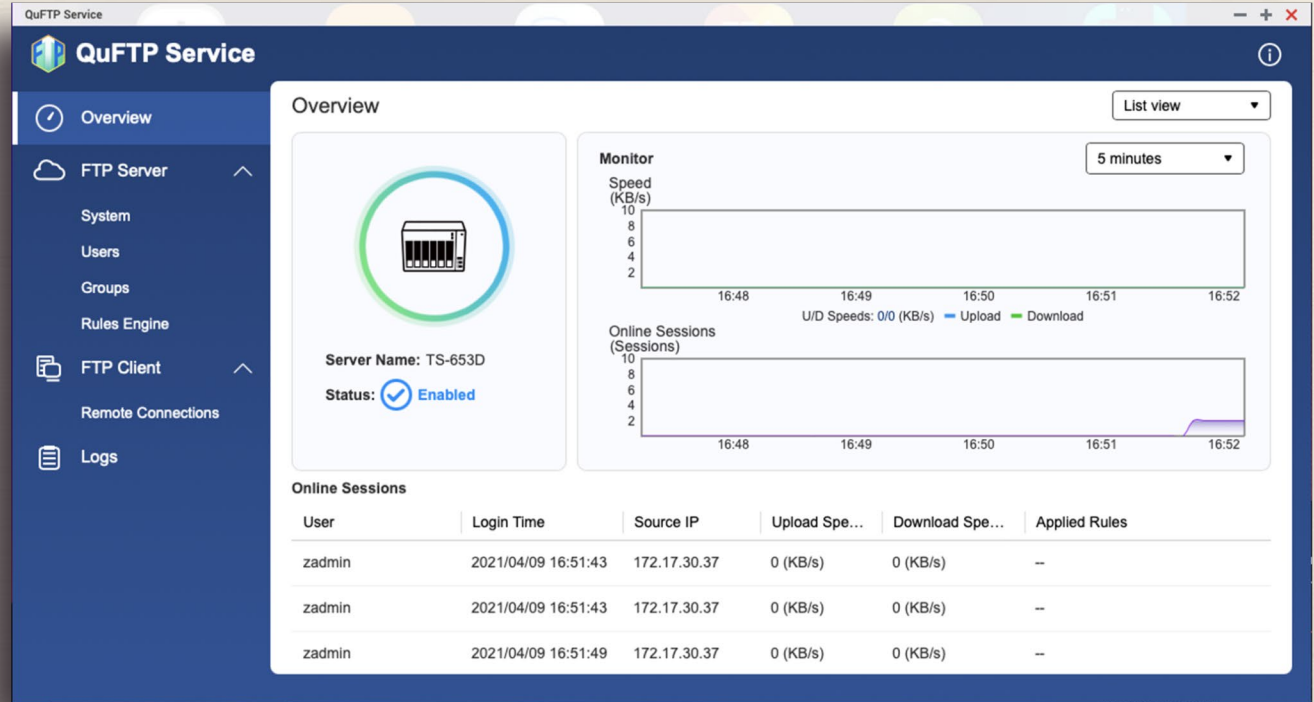 QuFTP Service
QuFTP Service
Overview
FTP Server
System
Users
Groups
Rules Engine
FTP Client
Remote Connections
Logs
Overview
List view
Server Name: TS-653D
Status: Enabled
Monitor
5 minutes
Speed
(KB/s)
10
8
6
4
2
16:48 16:49 16:50 16:51 16:52
U/D Speeds: 0/0 (KB/s) Upload Download
Online Sessions
(Sessions)
10
8
6
4
2
16:48 16:49 16:50 16:51 16:52
Online Sessions
User Login Time Source IP Upload Spe... Download Spe... Applied Rules
zadmin 2021/04/09 16:51:43 172.17.30.37 0 (KB/s) 0 (KB/s) --
zadmin 2021/04/09 16:51:43 172.17.30.37 0 (KB/s) 0 (KB/s) --
zadmin 2021/04/09 16:51:49 172.17.30.37 0 (KB/s) 0 (KB/s) --